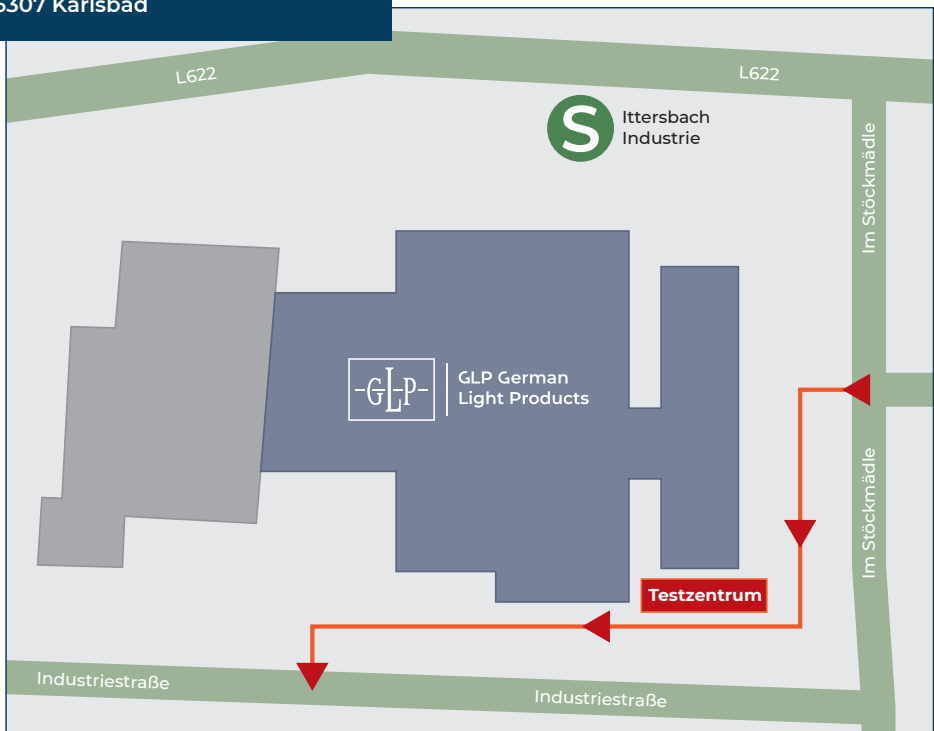 Karlsbad
L622
L622
S
Ittersbach
Industrie
Im Stöckmädle
GLP
GLP German
Light Products
Im Stöckmädle
Testzentrum
Industriestraße
Industriestraße